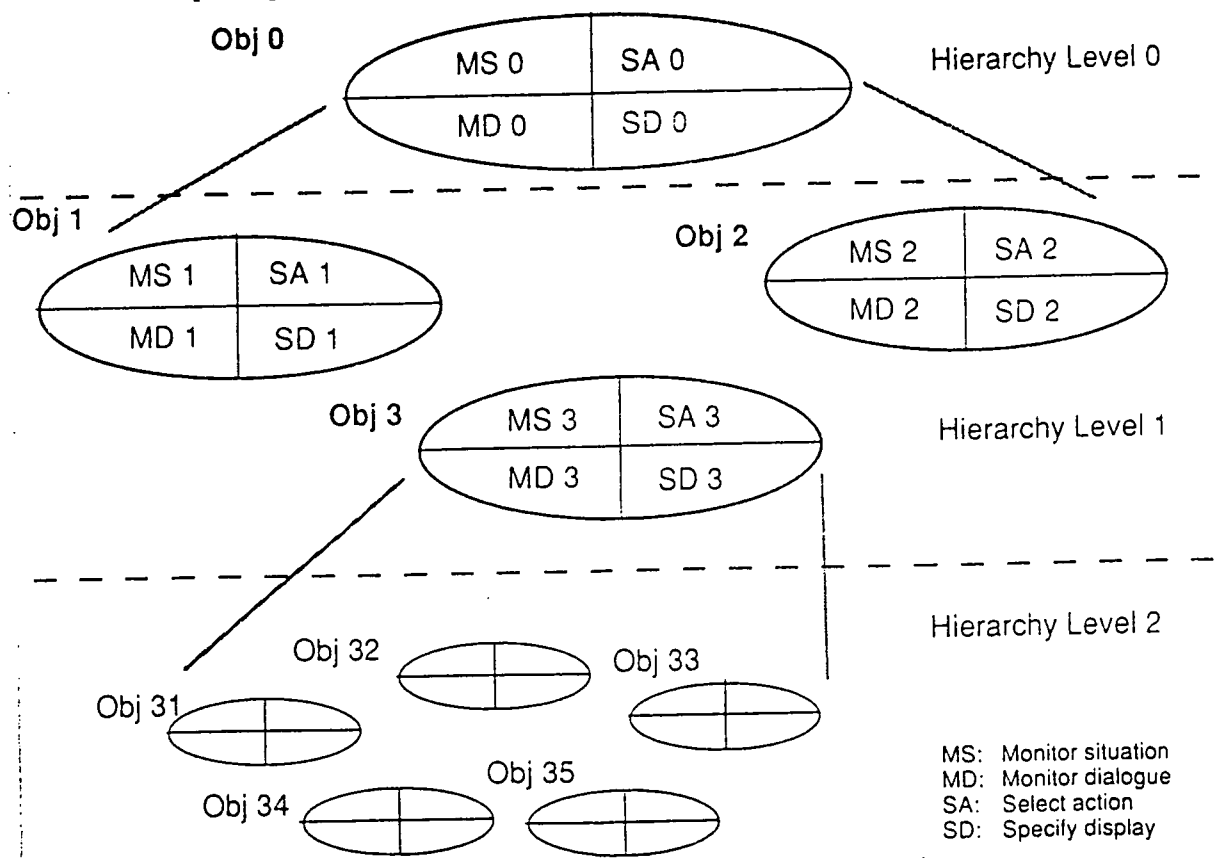 Obj 0
MS 0
SA 0
Hierarchy Level 0
MD 0
SD 0
Obj 1
Obj 2
MS 1
SA 1
MS 2
SA 2
MD 1
SD 1
MD 2
SD 2
Obj 3
MS 3
SA 3
Hierarchy Level 1
MD 3
SD 3
Hierarchy Level 2
Obj 32
Obj 33
Obj 31
Obj 34
Obj 35
MS: Monitor situation
MD: Monitor dialogue
SA: Select action
SD: Specify display